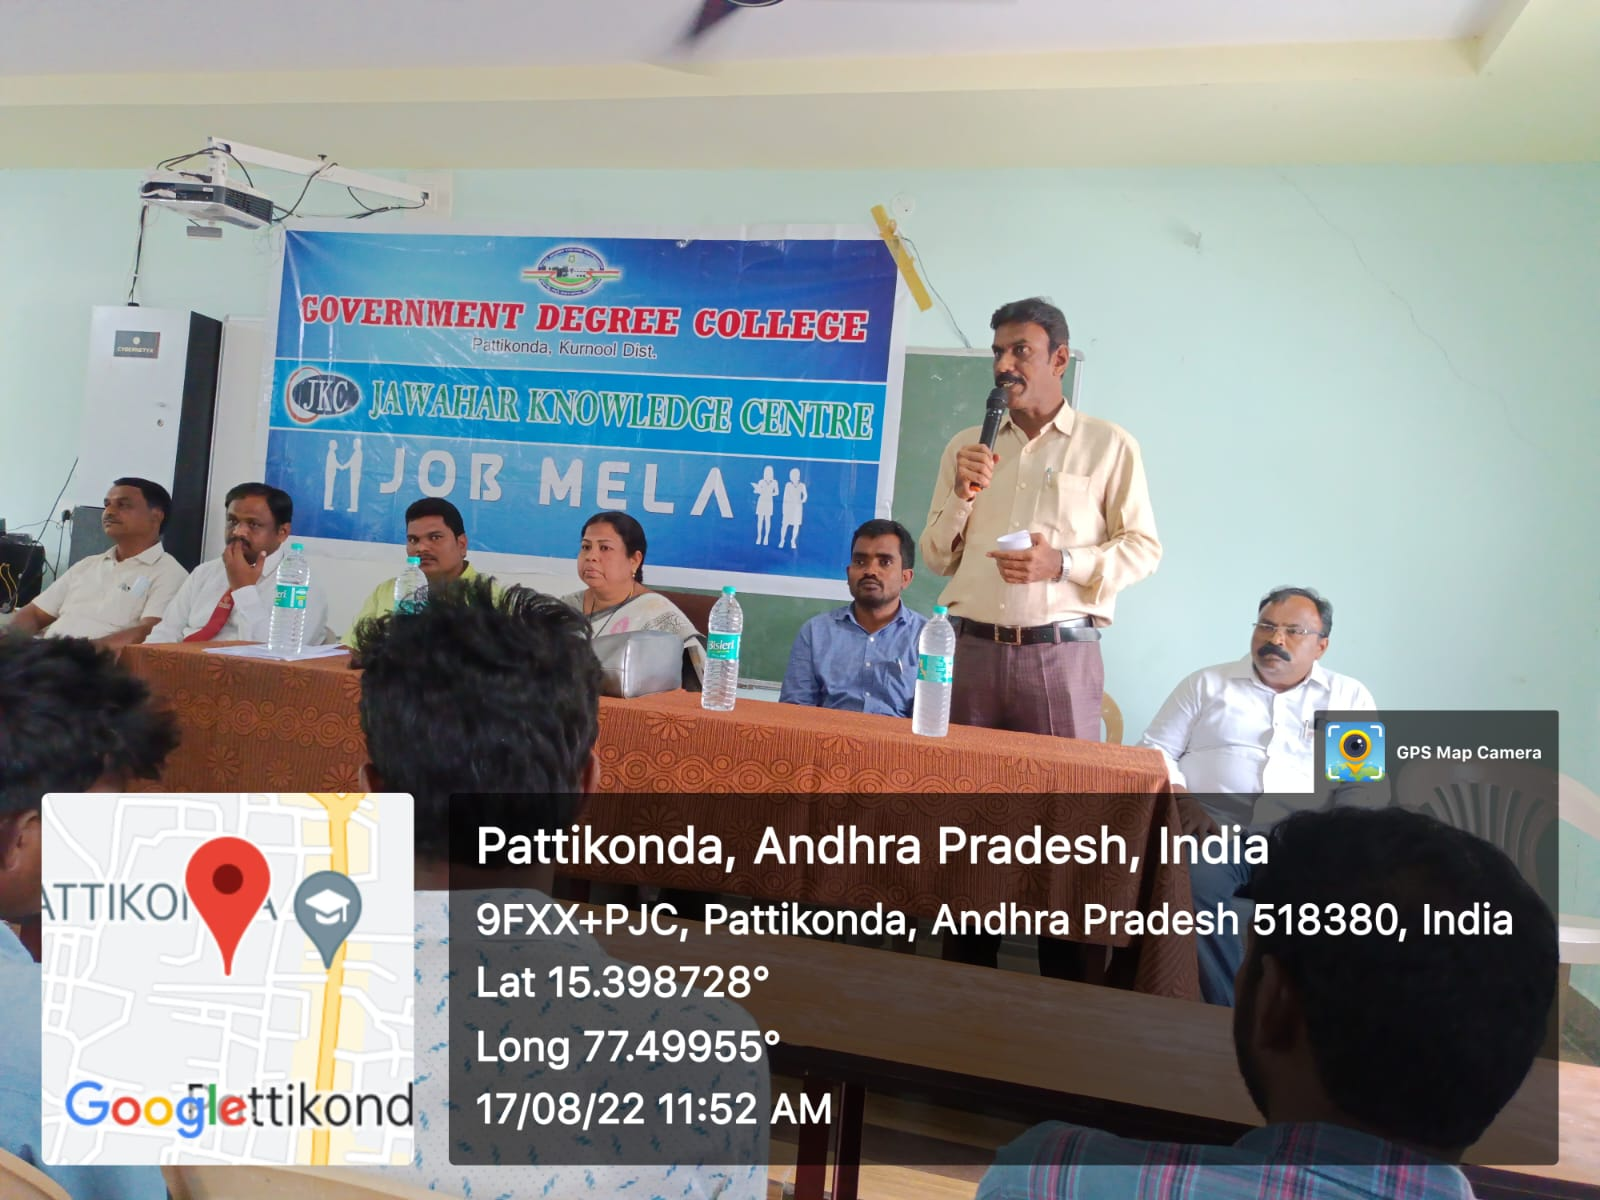 GOVERNMENT DEGREE COLLEGE
Pattikonda, Kurnool Dist.
JKC JAWAHAR KNOWLEDGE CENTRE
JOB MELA
CYBERNETYX
Bisleri
GPS Map Camera
Pattikonda, Andhra Pradesh, India
9FXX+PJC, Pattikonda, Andhra Pradesh 518380, India
Lat 15.398728°
Long 77.49955°
17/08/22 11:52 AM
Google